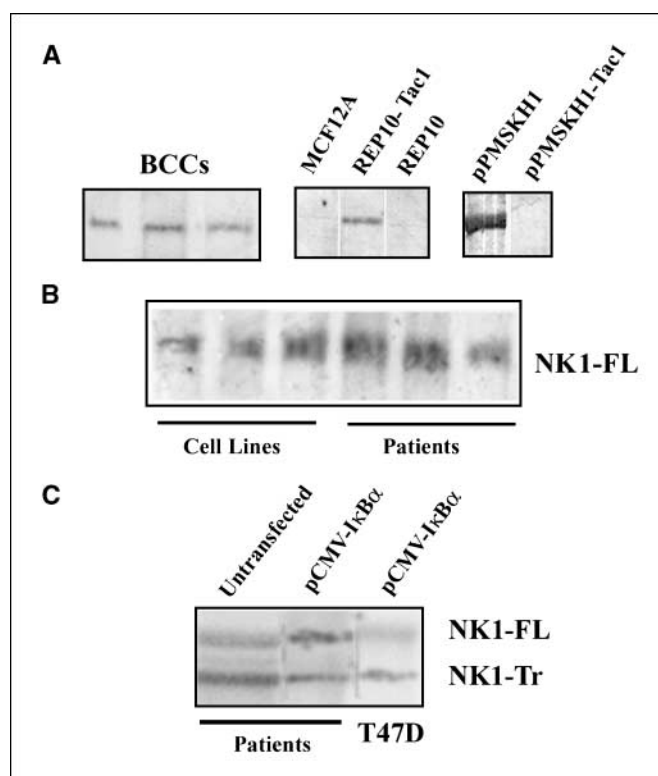 A
BCCs
MCF12A
REP10- Tac1
REP10
pPMSKH1
pPMSKH1-Tac1
B
NK1-FL
Cell Lines
Patients
C
Untransfected
pCMV-IκBα
pCMV-IκBα
NK1-FL
NK1-Tr
Patients
T47D